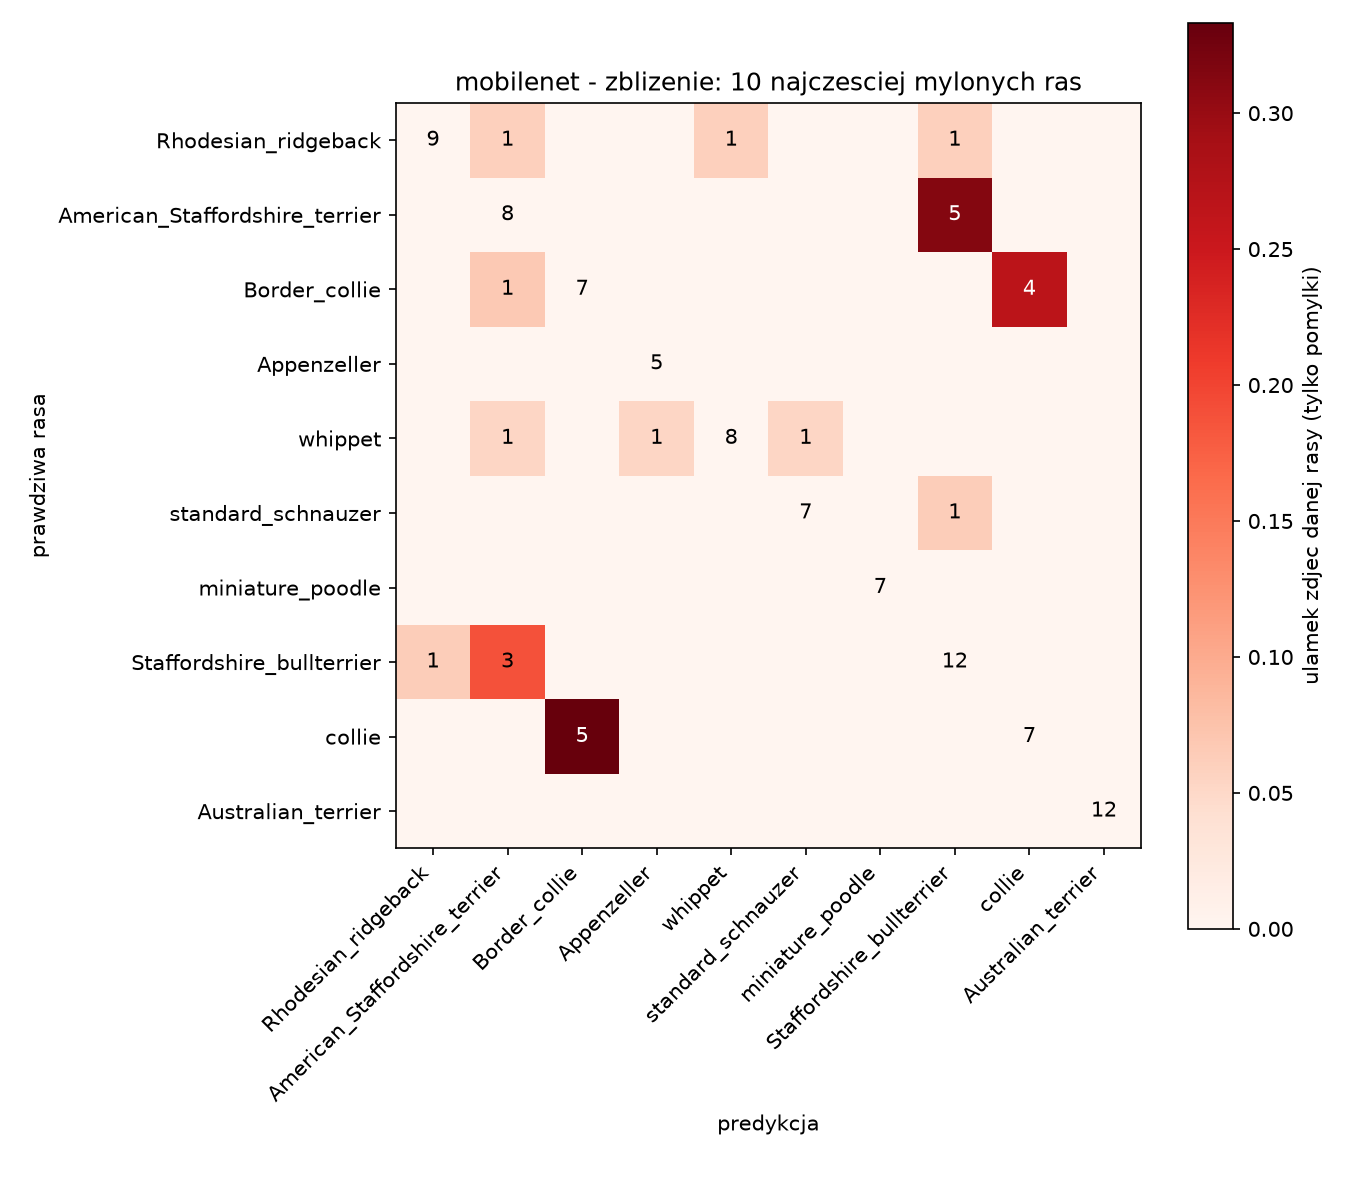 mobilenet - zblizenie: 10 najczesciej mylonych ras
Rhodesian_ridgeback 9 1 1 1
American_Staffordshire_terrier 8 5
Border_collie 1 7 4
Appenzeller 5
whippet 1 1 8 1
standard_schnauzer 7 1
miniature_poodle 7
Staffordshire_bullterrier 1 3 12
collie 5 7
Australian_terrier 12
prawdziwa rasa
Rhodesian_ridgeback
American_Staffordshire_terrier
Border_collie
Appenzeller
whippet
standard_schnauzer
miniature_poodle
Staffordshire_bullterrier
collie
Australian_terrier
predykcja
0.30
0.25
0.20
0.15
0.10
0.05
0.00
ulamek zdjec danej rasy (tylko pomylki)